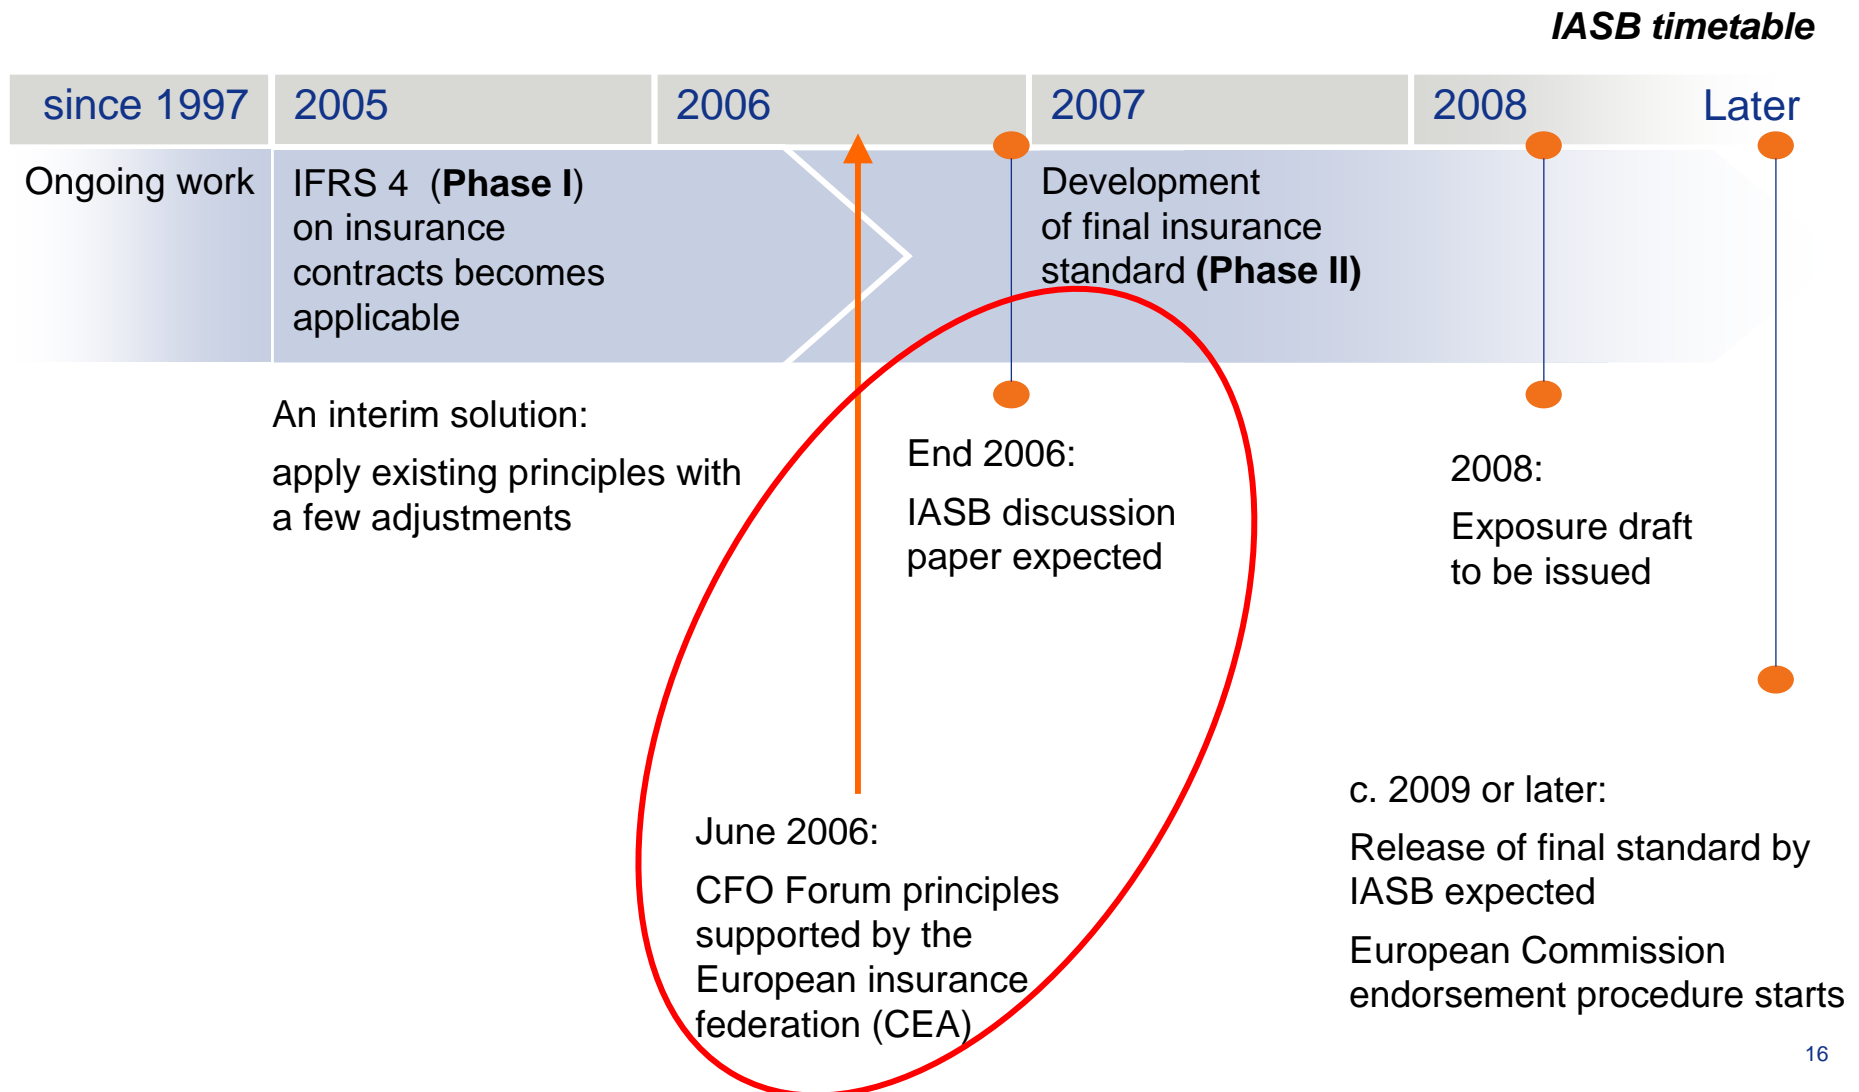 IASB timetable
since 1997
2005
2006
2007
2008
Later
Ongoing work
IFRS 4 (Phase I)
on insurance
contracts becomes
applicable
Development
of final insurance
standard (Phase II)
An interim solution:
apply existing principles with
a few adjustments
End 2006:
IASB discussion
paper expected
2008:
Exposure draft
to be issued
June 2006:
CFO Forum principles
supported by the
European insurance
federation (CEA)
c. 2009 or later:
Release of final standard by
IASB expected
European Commission
endorsement procedure starts
16